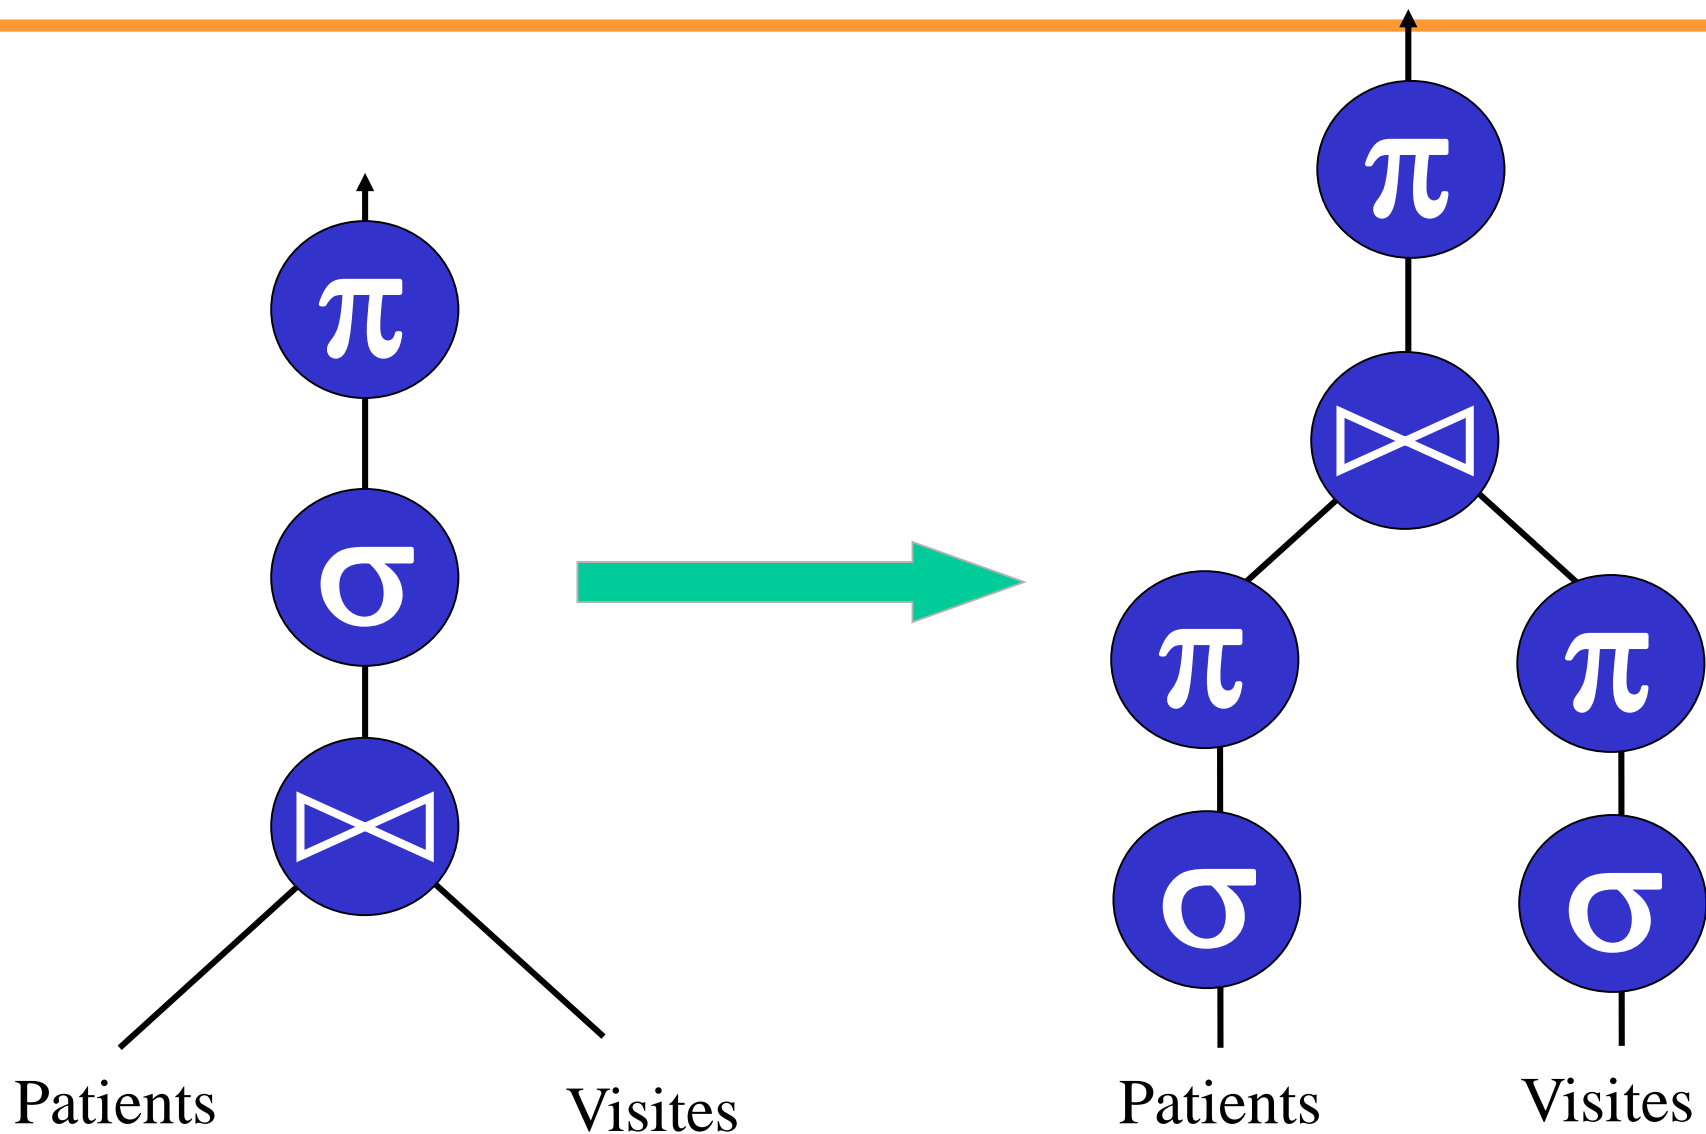 π
σ
⋈
Patients
Visites
π
⋈
π
π
σ
σ
Patients
Visites